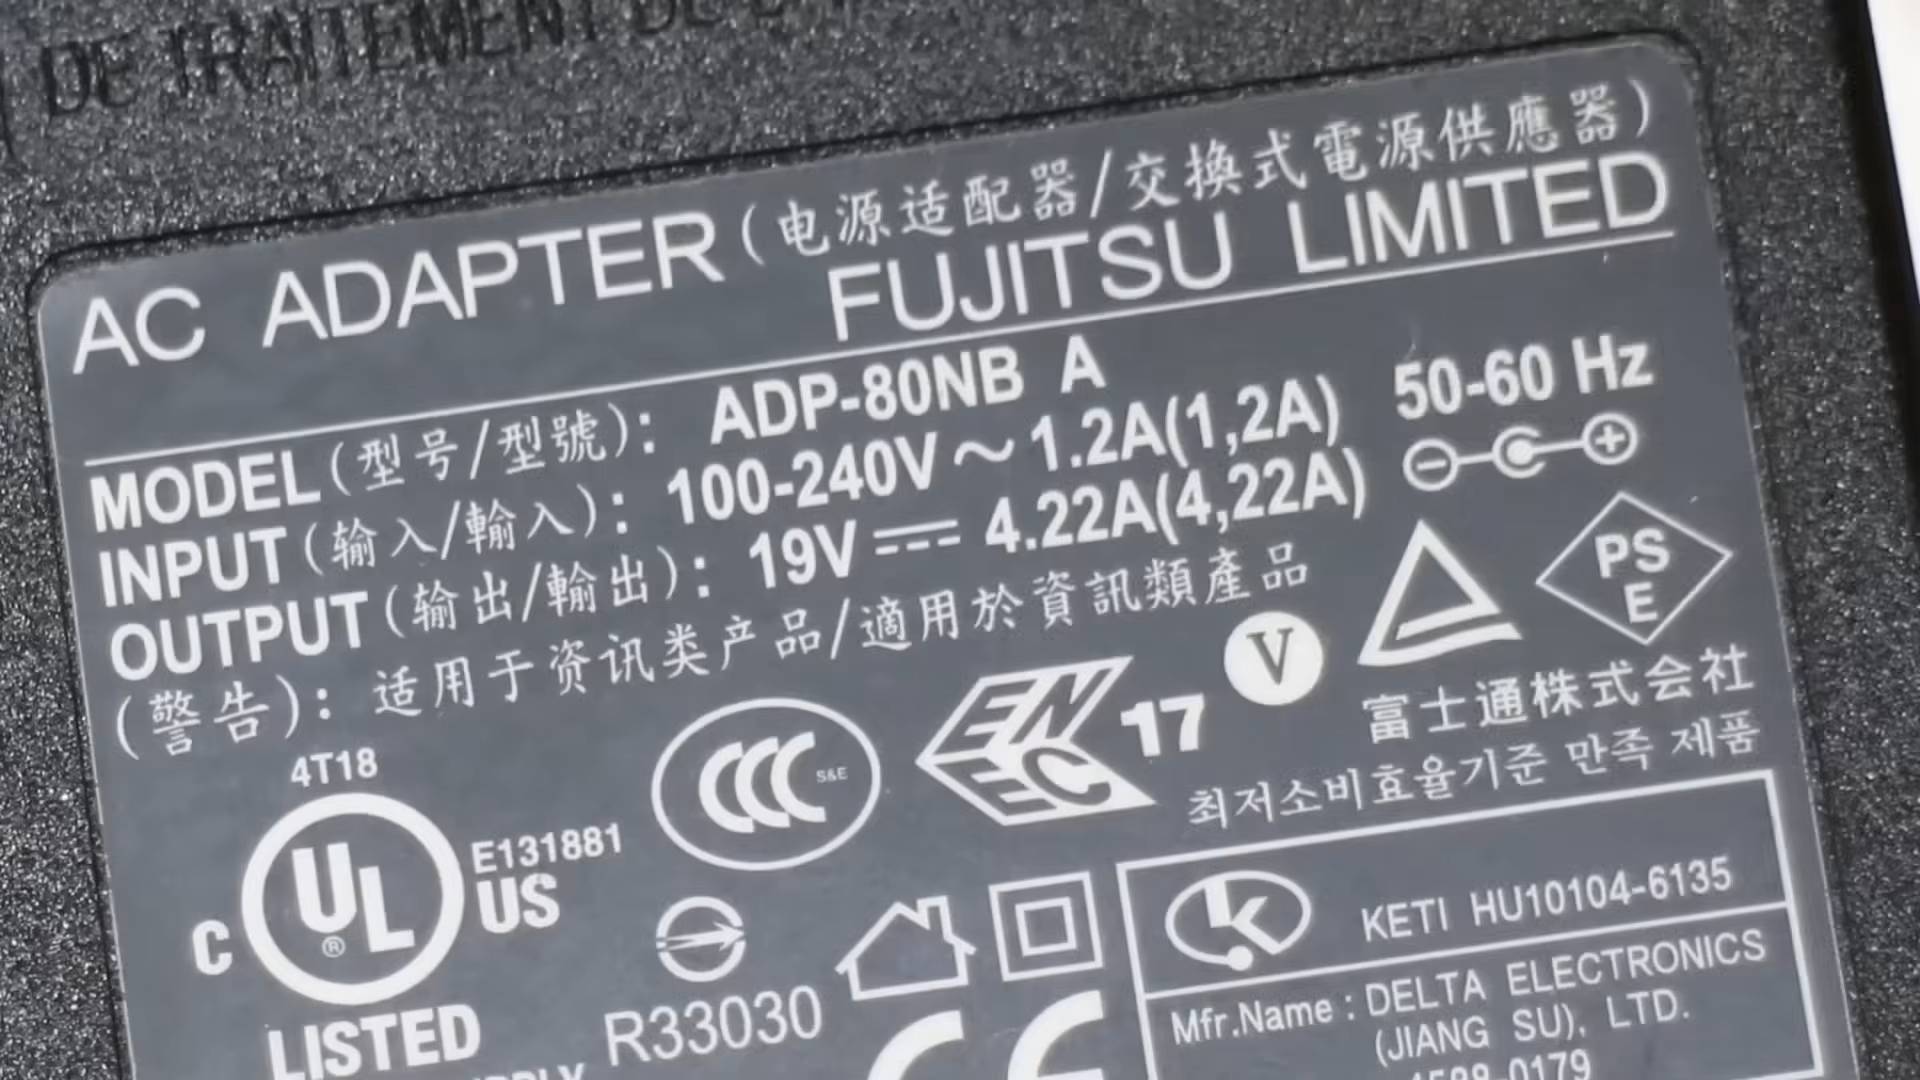 DE TRAITEMENT DE
AC ADAPTER(电源适配器/交換式電源供應器)
FUJITSU LIMITED
MODEL(型号/型號): ADP-80NB A
INPUT(输入/輸入): 100-240V～1.2A(1,2A) 50-60 Hz
OUTPUT(输出/輸出): 19V⎓4.22A(4,22A)
(警告): 适用于资讯类产品/適用於資訊類產品
PS
E
V
EN
EC
17
富士通株式会社
최저소비효율기준 만족 제품
4T18
C UL® US
E131881
LISTED
CCC S&E
R33030
CE
KETI HU10104-6135
Mfr.Name : DELTA ELECTRONICS
(JIANG SU), LTD.